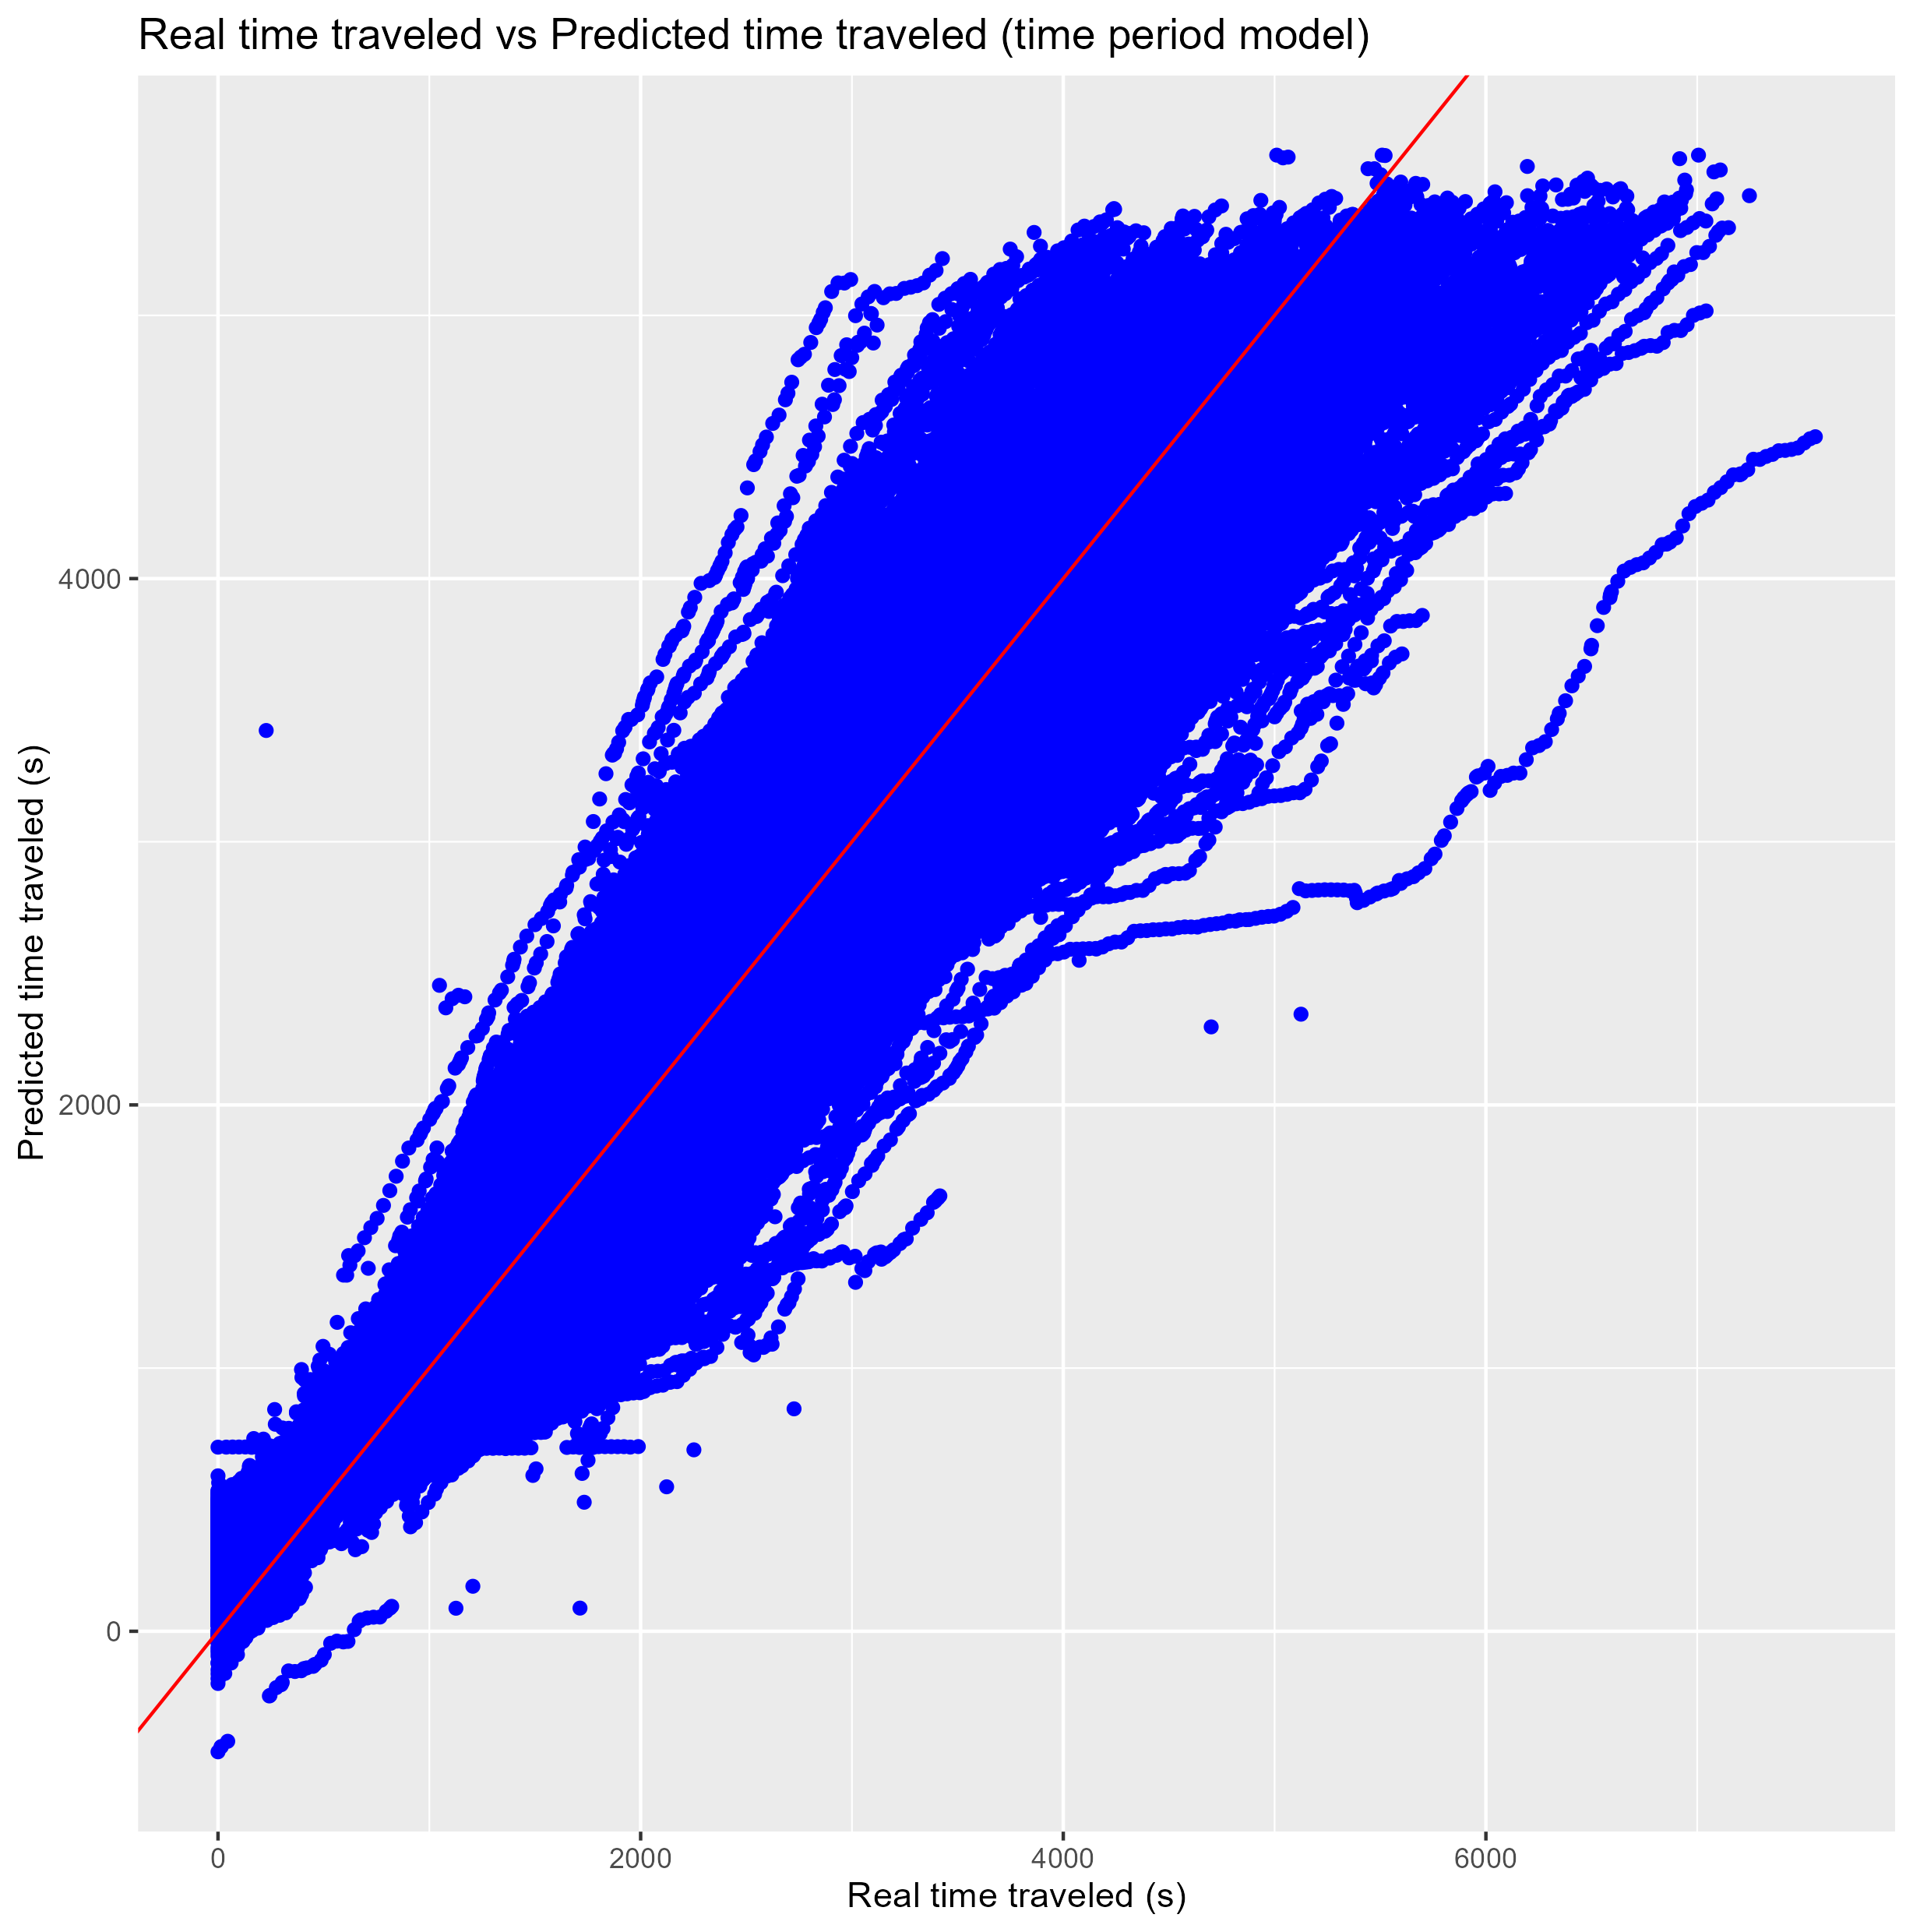 Real time traveled vs Predicted time traveled (time period model)
Predicted time traveled (s)
4000
2000
0
0 2000 4000 6000
Real time traveled (s)